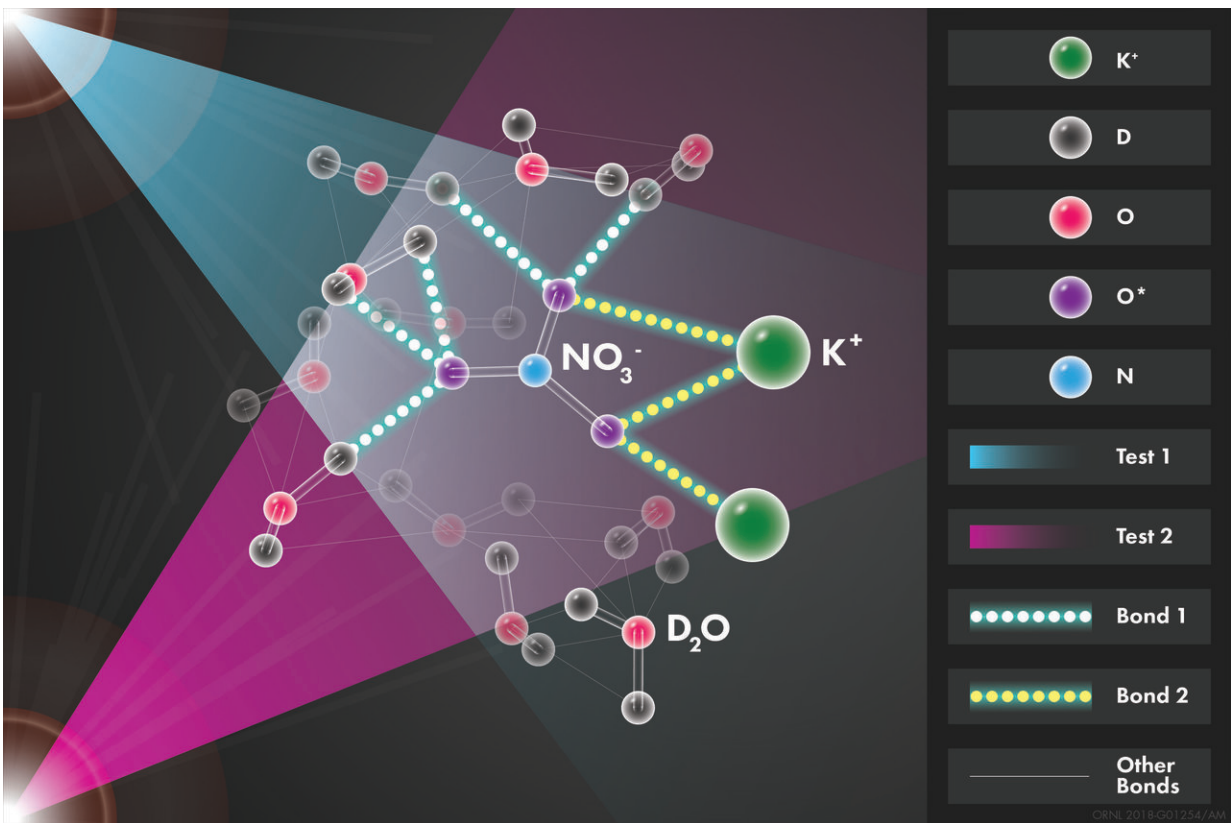 NO₃⁻
K⁺
D₂O
K⁺
D
O
O*
N
Test 1
Test 2
Bond 1
Bond 2
Other
Bonds
ORNL 2018-G01254/AM